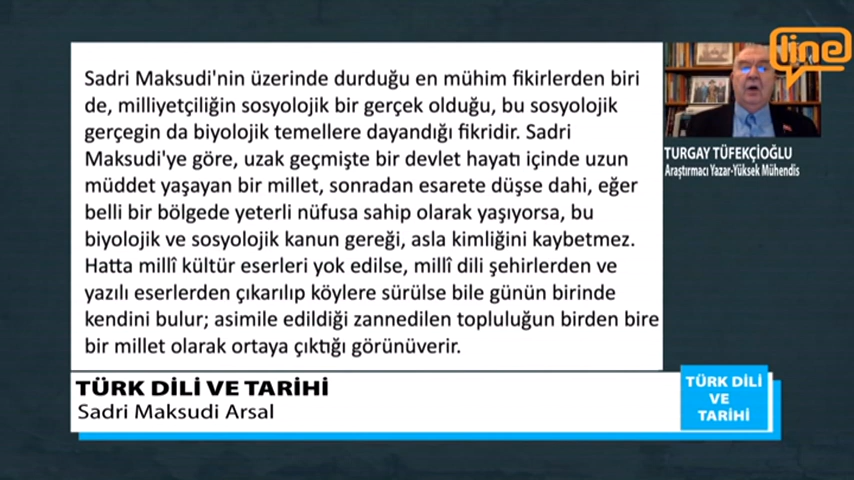 Sadri Maksudi'nin üzerinde durduğu en mühim fikirlerden biri
de, milliyetçiliğin sosyolojik bir gerçek olduğu, bu sosyolojik
gerçegin da biyolojik temellere dayandığı fikridir. Sadri
Maksudi'ye göre, uzak geçmişte bir devlet hayatı içinde uzun
müddet yaşayan bir millet, sonradan esarete düşse dahi, eğer
belli bir bölgede yeterli nüfusa sahip olarak yaşıyorsa, bu
biyolojik ve sosyolojik kanun gereği, asla kimliğini kaybetmez.
Hatta millî kültür eserleri yok edilse, millî dili şehirlerden ve
yazılı eserlerden çıkarılıp köylere sürülse bile günün birinde
kendini bulur; asimile edildiği zannedilen topluluğun birden bire
bir millet olarak ortaya çıktığı görünüverir.
line
TURGAY TÜFEKÇİOĞLU
Araştırmacı Yazar-Yüksek Mühendis
TÜRK DİLİ VE TARİHİ
Sadri Maksudi Arsal
TÜRK DİLİ
VE
TARİHİ